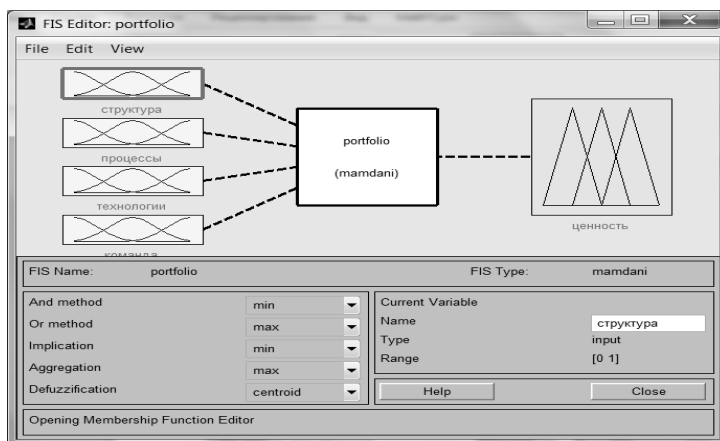 FIS Editor: portfolio
File Edit View
структура
процессы
технологии
команда
portfolio
(mamdani)
ценность
FIS Name: portfolio FIS Type: mamdani
And method min
Or method max
Implication min
Aggregation max
Defuzzification centroid
Current Variable
Name структура
Type input
Range [0 1]
Help Close
Opening Membership Function Editor